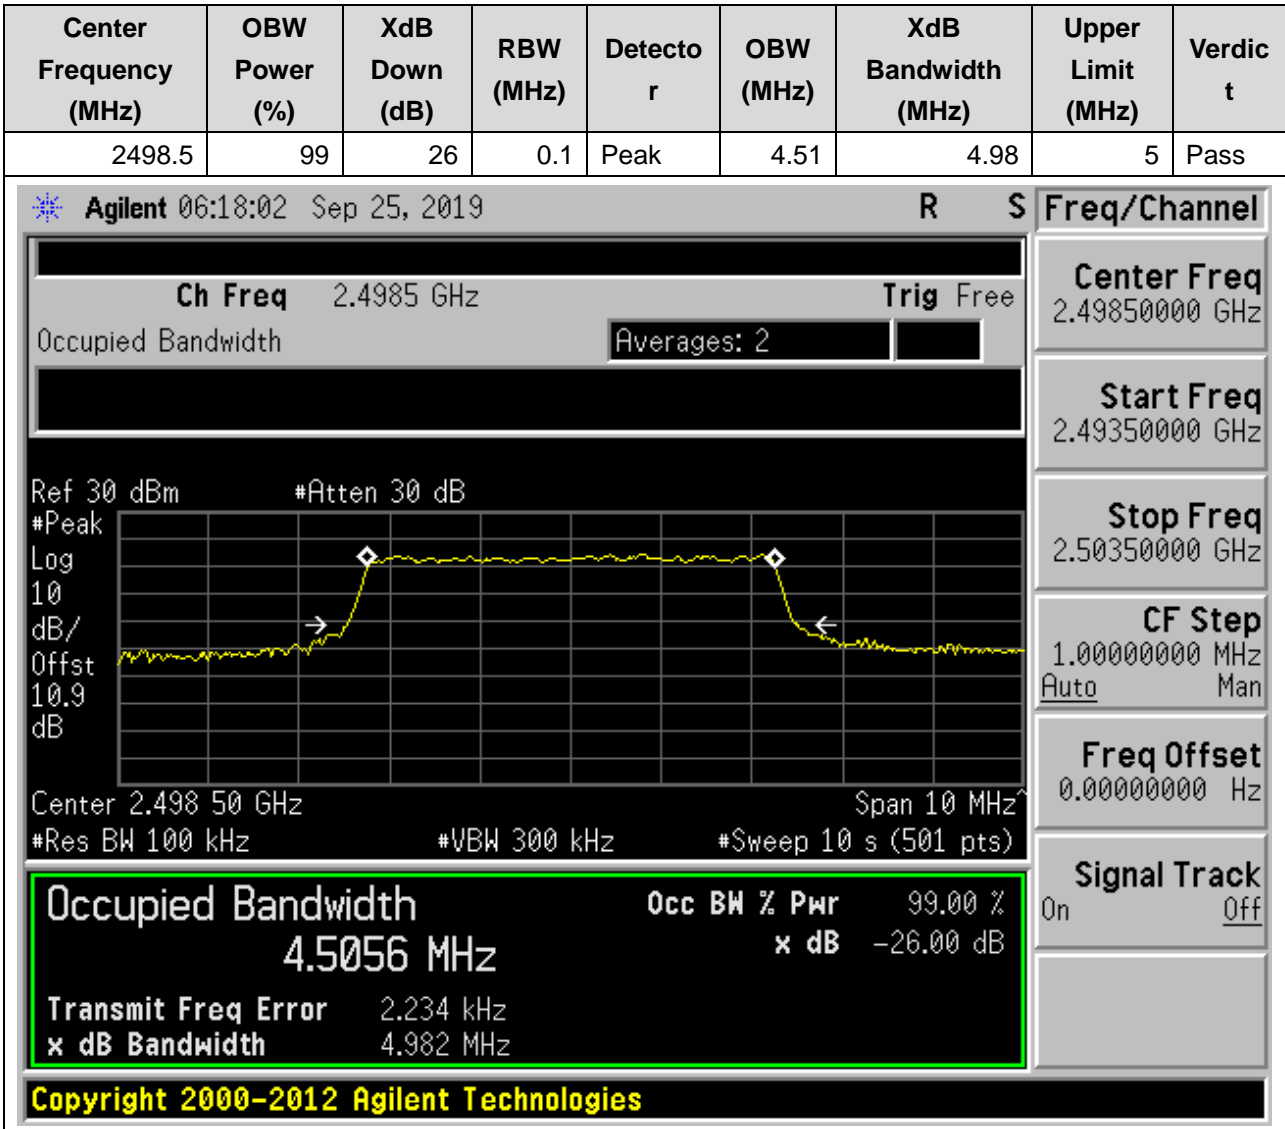 Center Frequency (MHz) OBW Power (%) XdB Down (dB) RBW (MHz) Detecto r OBW (MHz) XdB Bandwidth (MHz) Upper Limit (MHz) Verdic t
2498.5 99 26 0.1 Peak 4.51 4.98 5 Pass
Agilent 06:18:02 Sep 25, 2019 R S
Freq/Channel
Ch Freq 2.4985 GHz Trig Free
Occupied Bandwidth Averages: 2
Center Freq
2.49850000 GHz
Start Freq
2.49350000 GHz
Stop Freq
2.50350000 GHz
CF Step
1.00000000 MHz
Auto Man
Freq Offset
0.00000000 Hz
Signal Track
On Off
Ref 30 dBm #Atten 30 dB
#Peak
Log
10
dB/
Offst
10.9
dB
Center 2.498 50 GHz Span 10 MHz^
#Res BW 100 kHz #VBW 300 kHz #Sweep 10 s (501 pts)
Occupied Bandwidth Occ BW % Pwr 99.00 %
4.5056 MHz x dB -26.00 dB
Transmit Freq Error 2.234 kHz
x dB Bandwidth 4.982 MHz
Copyright 2000-2012 Agilent Technologies